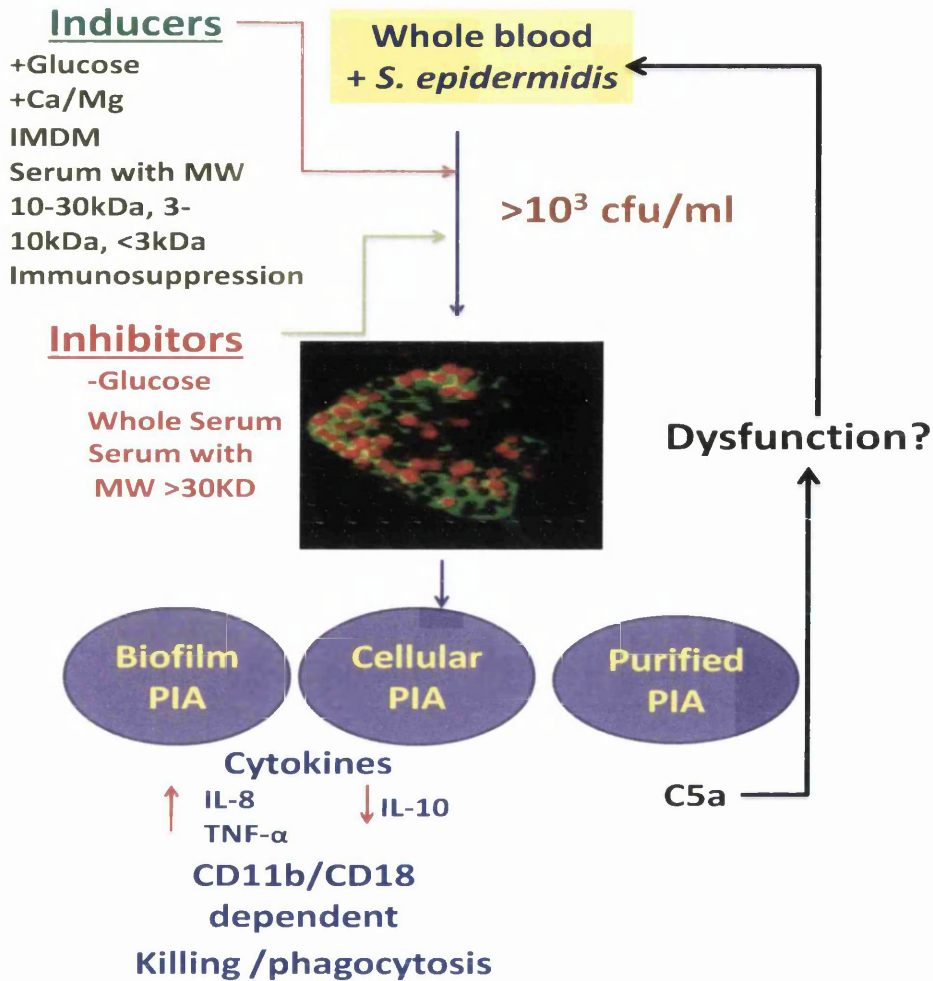 Inducers
+Glucose
+Ca/Mg
IMDM
Serum with MW
10-30kDa, 3-
10kDa, <3kDa
Immunosuppression
Whole blood
+ S. epidermidis
>10³ cfu/ml
Inhibitors
-Glucose
Whole Serum
Serum with
MW >30KD
Dysfunction?
Biofilm
PIA
Cellular
PIA
Purified
PIA
Cytokines
IL-8
TNF-α
IL-10
C5a
CD11b/CD18
dependent
Killing /phagocytosis